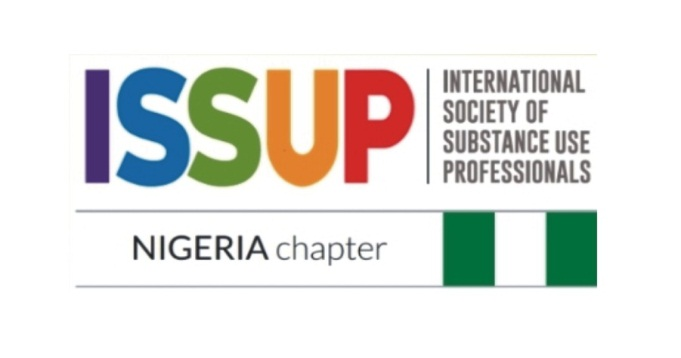 ISSUP
INTERNATIONAL
SOCIETY OF
SUBSTANCE USE
PROFESSIONALS
NIGERIA chapter